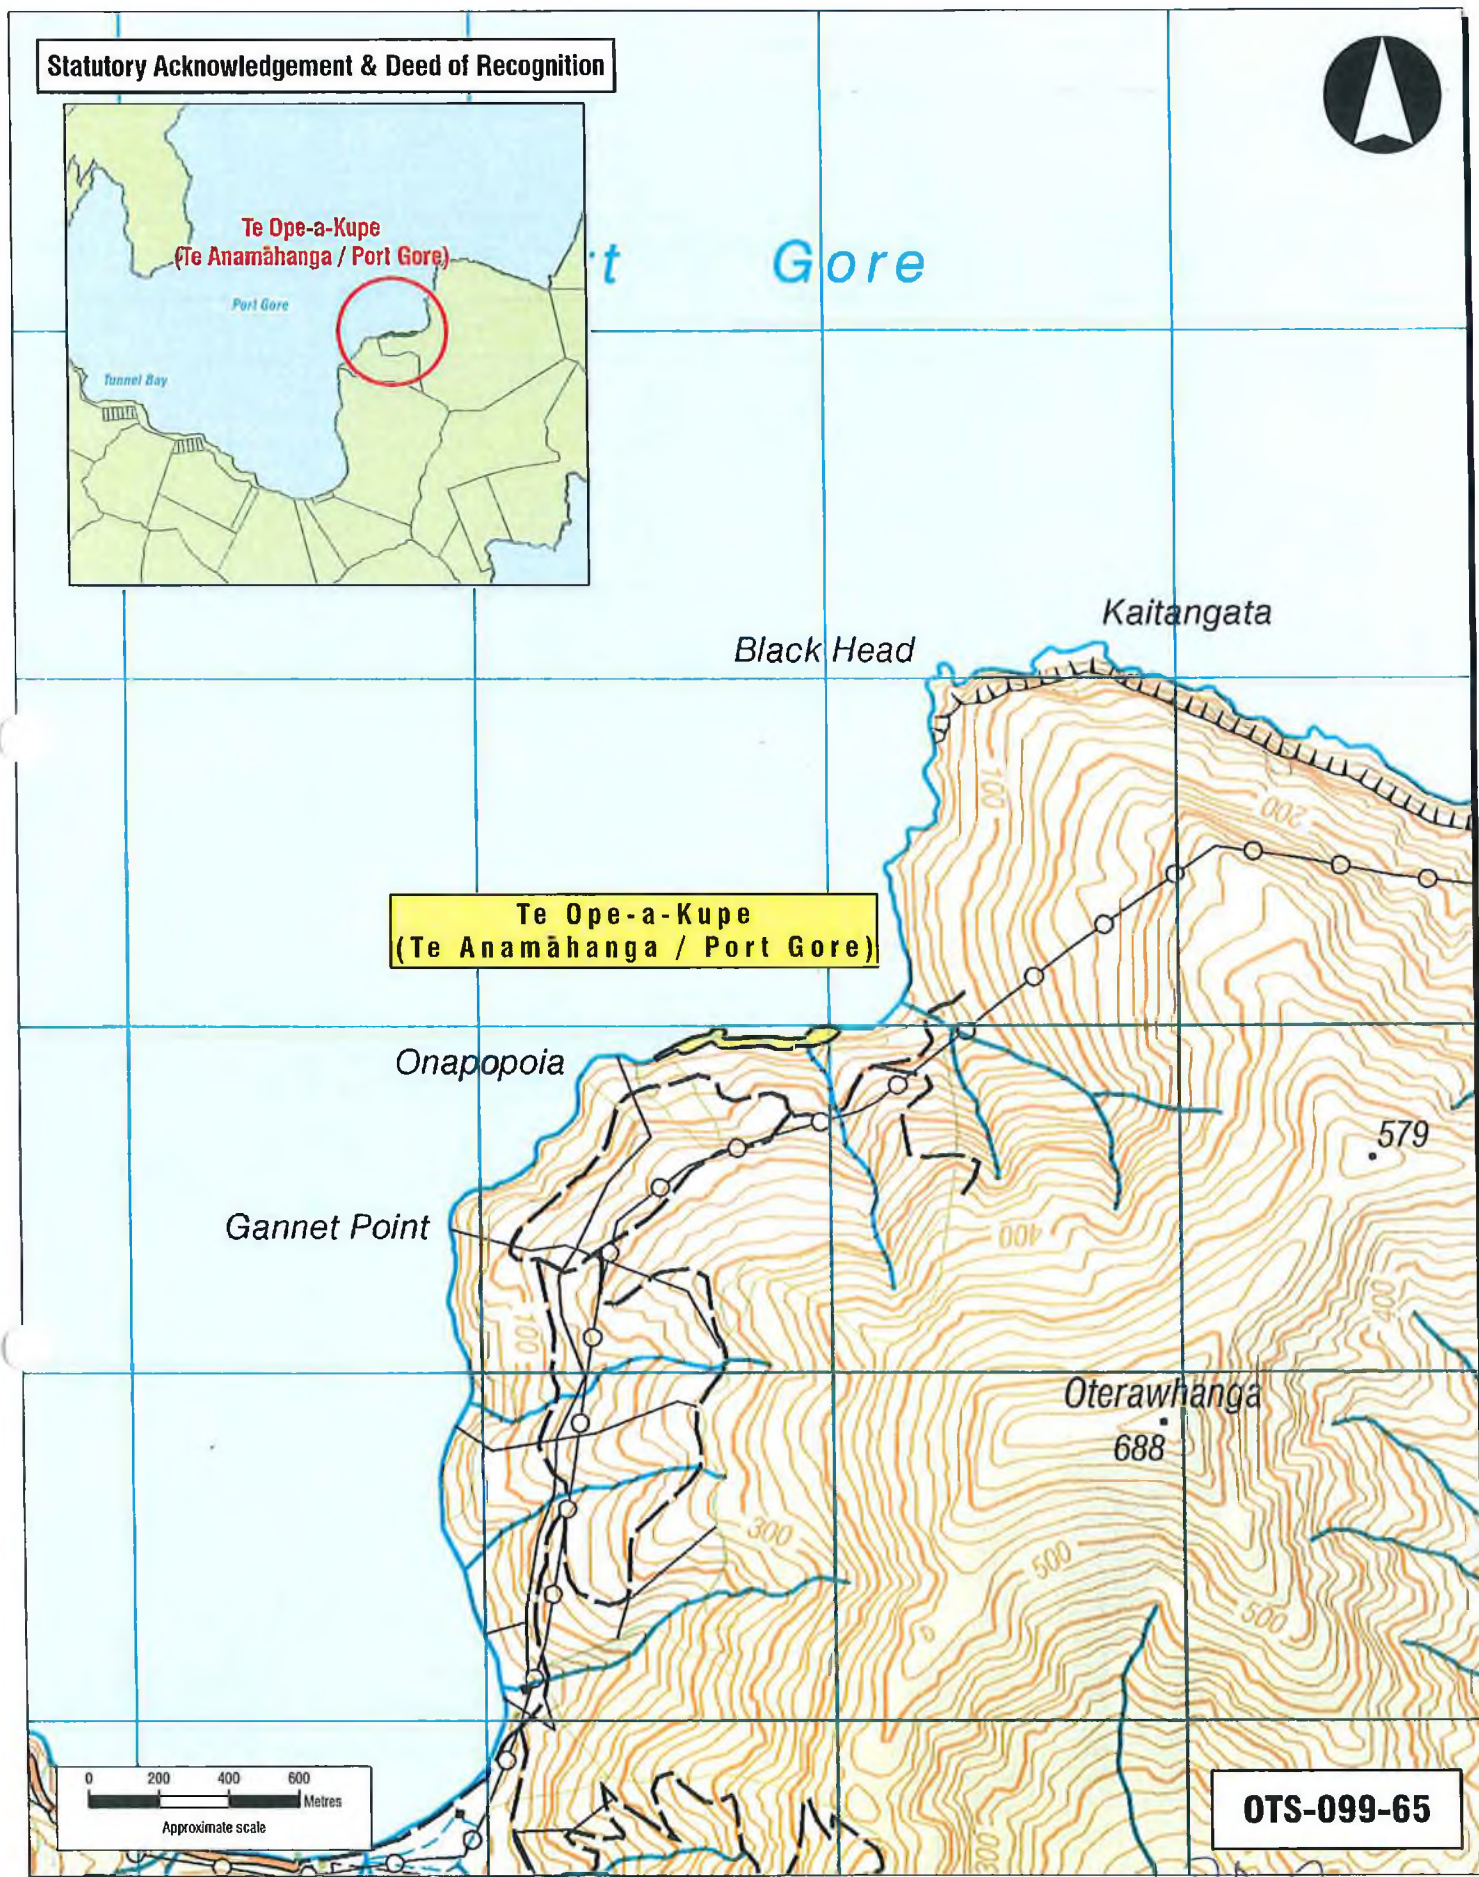 Statutory Acknowledgement & Deed of Recognition
Te Ope-a-Kupe
(Te Anamāhanga / Port Gore)
Port Gore
Tunnel Bay
t Gore
Kaitangata
Black Head
100
200
Te Ope-a-Kupe
(Te Anamāhanga / Port Gore)
Onapopoia
579
Gannet Point
400
400
100
Oterawhanga
688
300
500
500
300
0 200 400 600
Metres
Approximate scale
OTS-099-65